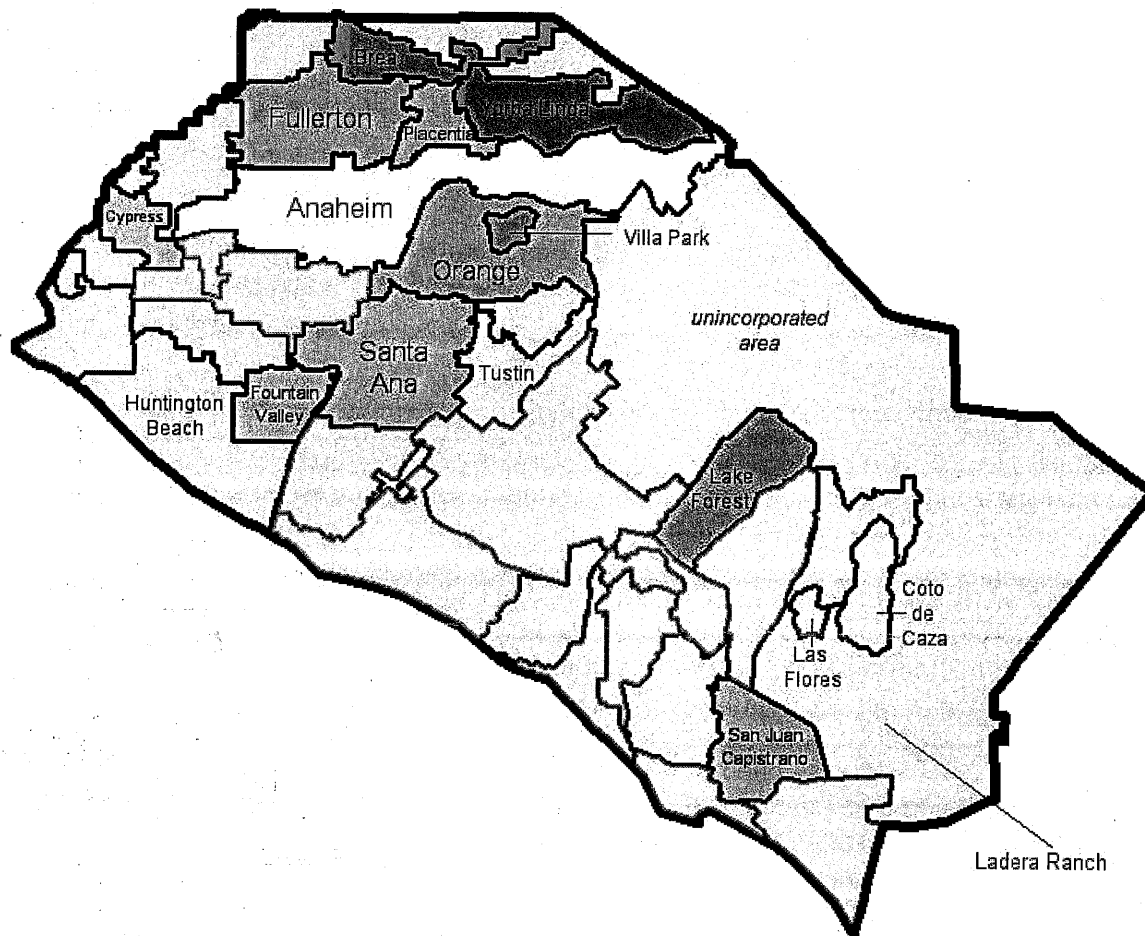 Brea
Fullerton
Placentia
Yorba Linda
Cypress
Anaheim
Villa Park
Orange
unincorporated
area
Santa
Ana
Tustin
Huntington
Beach
Fountain
Valley
Lake
Forest
Coto
de
Caza
Las
Flores
San Juan
Capistrano
Ladera Ranch